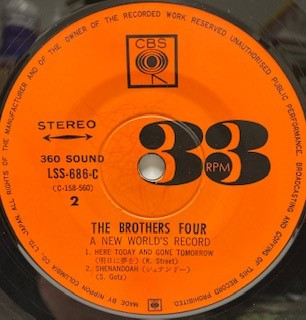 ALL RIGHTS OF THE MANUFACTURER AND OF THE OWNER OF THE RECORDED WORK RESERVED UNAUTHORISED PUBLIC PERFORMANCE, BROADCASTING AND COPYING OF THIS RECORD PROHIBITED
MADE BY NIPPON COLUMBIA CO., LTD., JAPAN
CBS
STEREO
360 SOUND
LSS-686-C
(C-158-560)
2
33
RPM
THE BROTHERS FOUR
A NEW WORLD'S RECORD
1. HERE TODAY AND GONE TOMORROW
(明日に夢を) (K. Street)
2. SHENANDOAH (シェナンドー)
(S. Gotz)